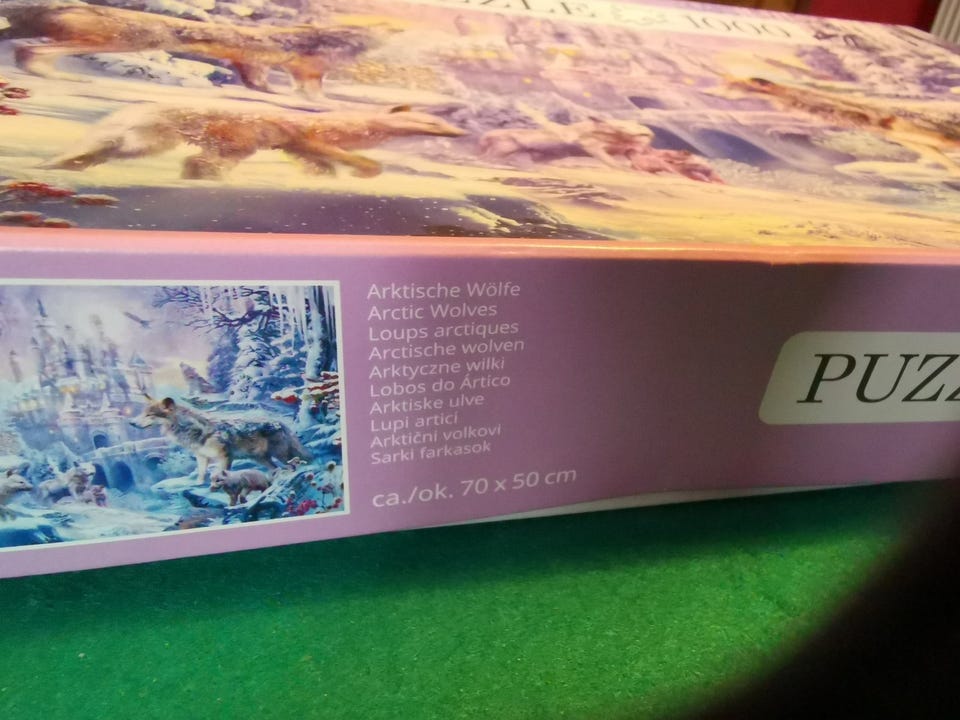 1000
Arktische Wölfe
Arctic Wolves
Loups arctiques
Arctische wolven
Arktyczne wilki
Lobos do Ártico
Arktiske ulve
Lupi artici
Arktični volkovi
Sarki farkasok
ca./ok. 70 x 50 cm